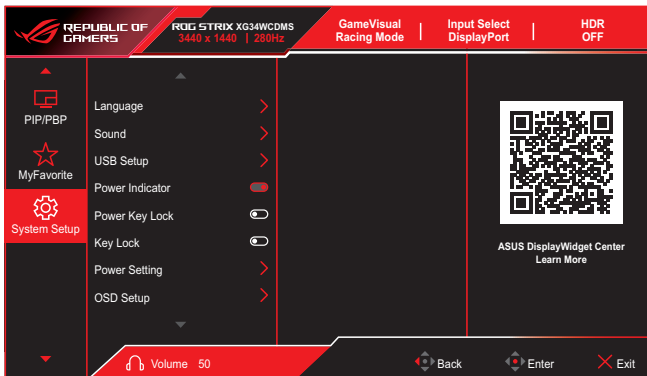 REPUBLIC OF
GAMERS
ROG STRIX XG34WCDMS
3440 x 1440 | 280Hz
GameVisual
Racing Mode
Input Select
DisplayPort
HDR
OFF
PIP/PBP
MyFavorite
System Setup
Language
Sound
USB Setup
Power Indicator
Power Key Lock
Key Lock
Power Setting
OSD Setup
ASUS DisplayWidget Center
Learn More
Volume 50
Back
Enter
Exit